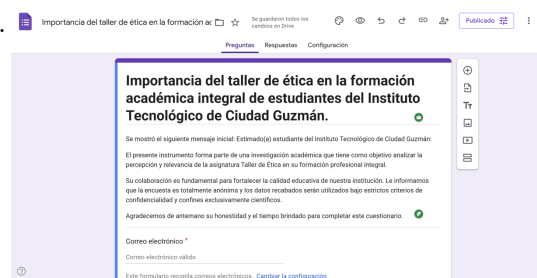 Importancia del taller de ética en la formación ac
Se guardaron todos los
cambios en Drive
Publicado
Preguntas Respuestas Configuración
Importancia del taller de ética en la formación
académica integral de estudiantes del Instituto
Tecnológico de Ciudad Guzmán.
Se mostró el siguiente mensaje inicial: Estimado(a) estudiante del Instituto Tecnológico de Ciudad Guzmán:
El presente instrumento forma parte de una investigación académica que tiene como objetivo analizar la
percepción y relevancia de la asignatura Taller de Ética en su formación profesional integral.
Su colaboración es fundamental para fortalecer la calidad educativa de nuestra institución. Le informamos
que la encuesta es totalmente anónima y los datos recabados serán utilizados bajo estrictos criterios de
confidencialidad y confines exclusivamente científicos.
Agradecemos de antemano su honestidad y el tiempo brindado para completar este cuestionario.
Correo electrónico *
Correo electrónico válido
Este formulario recopila correos electrónicos. Cambiar la configuración
Tт